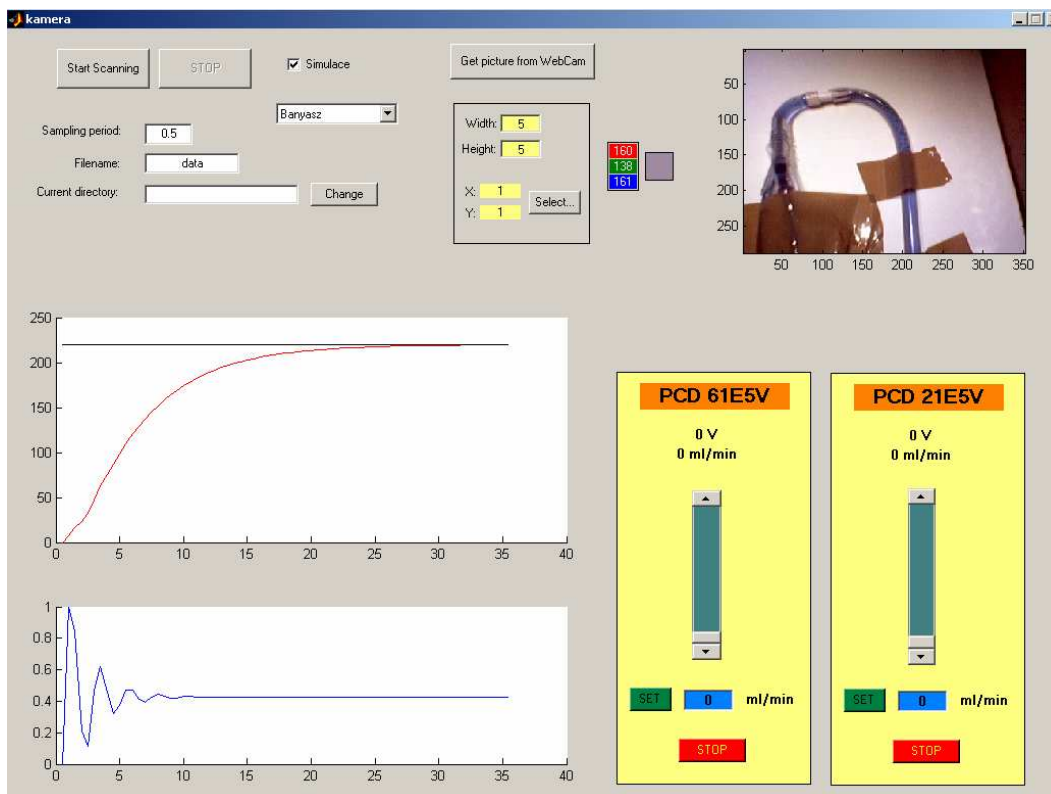 kamera
Start Scanning
STOP
Simulace
Get picture from WebCam
Banyasz
Sampling period:
0.5
Filename:
data
Current directory:
Change
Width:
5
Height:
5
X:
1
Y:
1
Select...
160
138
161
50
100
150
200
250
50 100 150 200 250 300 350
250
200
150
100
50
0
0 5 10 15 20 25 30 35 40
1
0.8
0.6
0.4
0.2
0
0 5 10 15 20 25 30 35 40
PCD 61E5V
0 V
0 ml/min
SET
0
ml/min
STOP
PCD 21E5V
0 V
0 ml/min
SET
0
ml/min
STOP